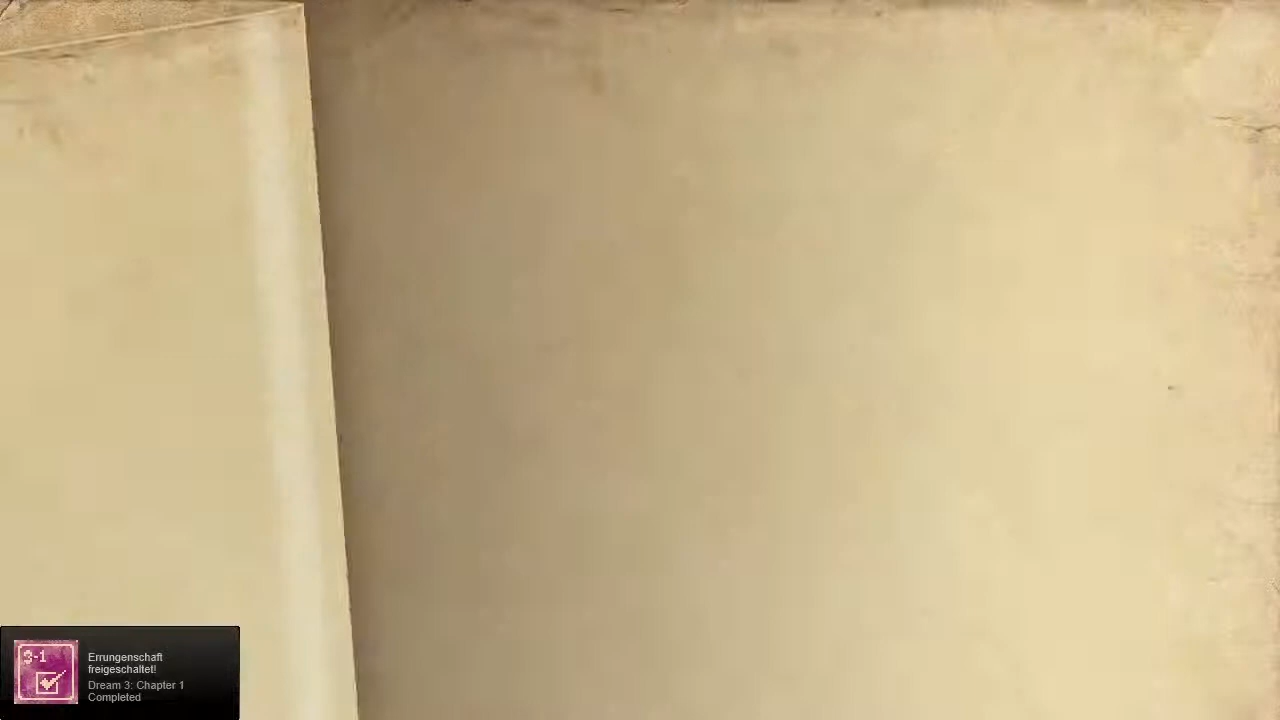 3-1
Errungenschaft
freigeschaltet!
Dream 3: Chapter 1
Completed